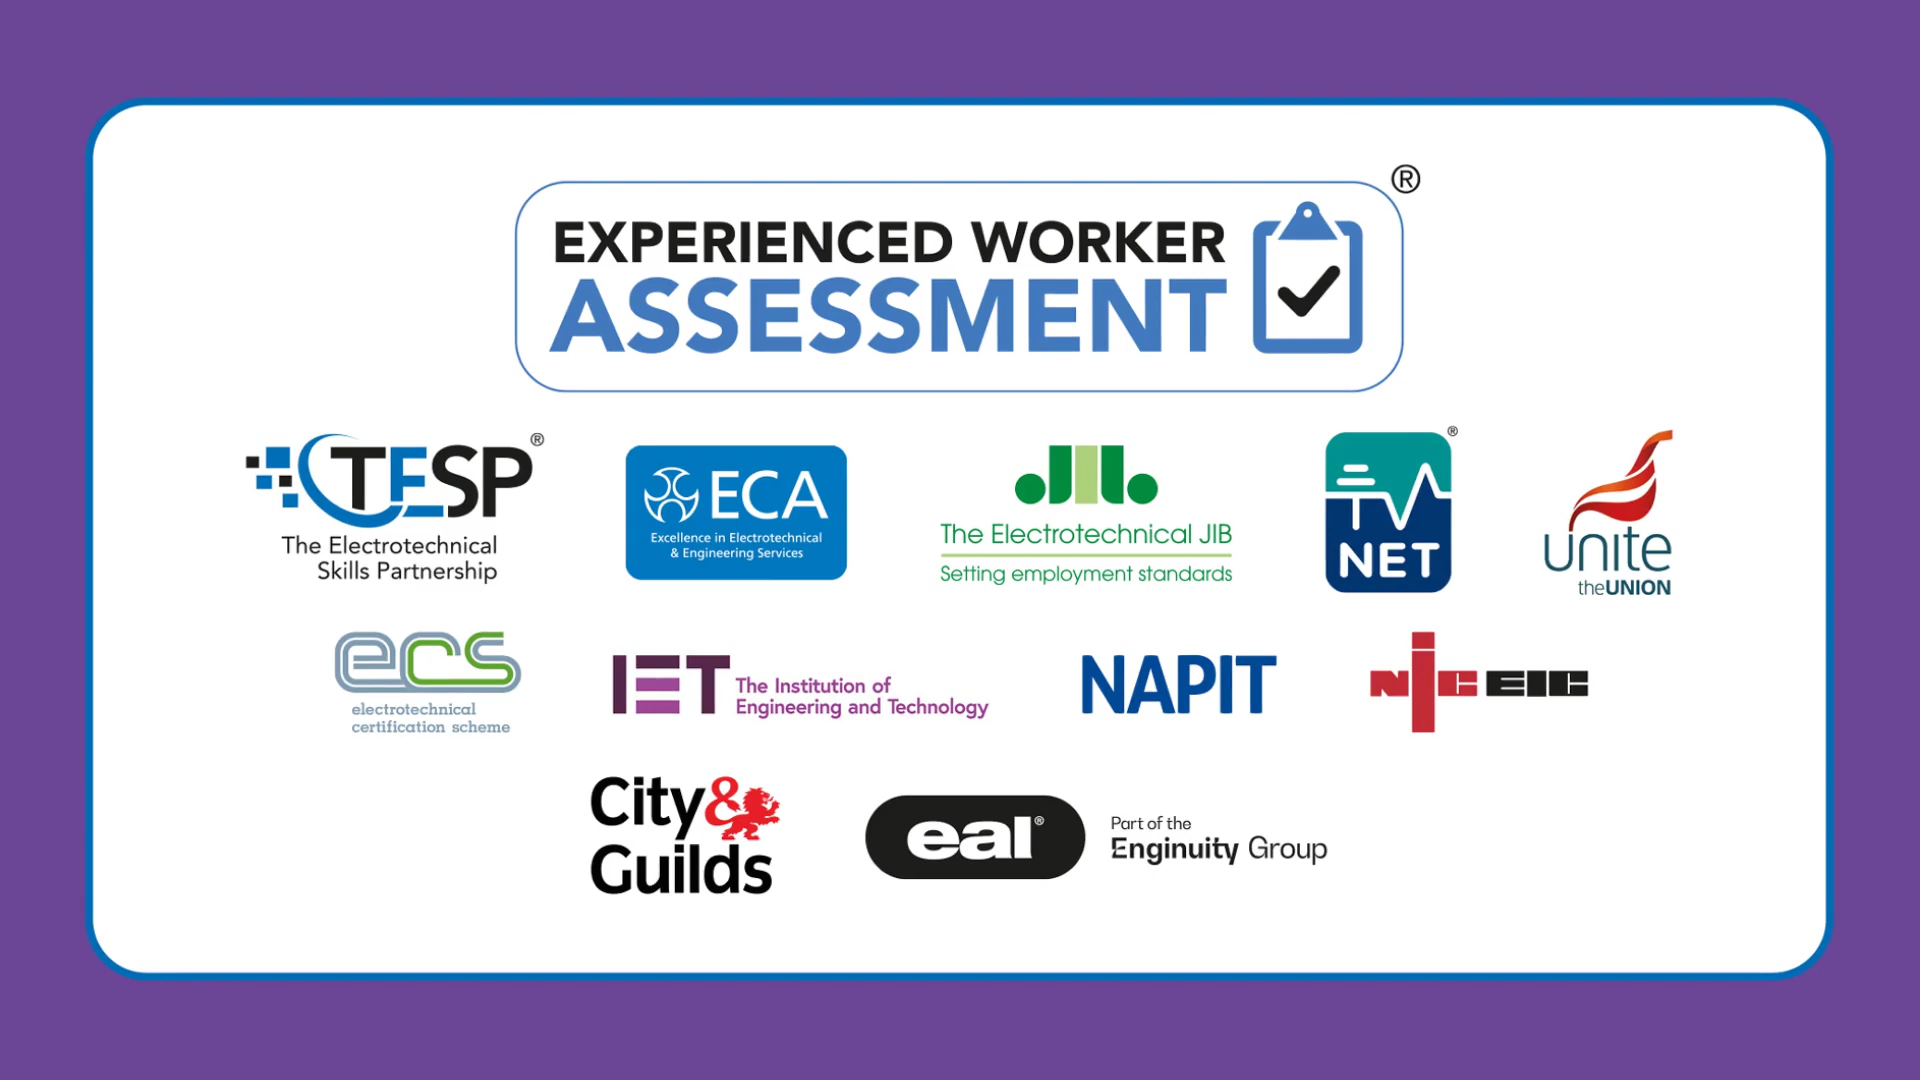 EXPERIENCED WORKER
ASSESSMENT
®
TESP®
The Electrotechnical
Skills Partnership
ECA
Excellence in Electrotechnical
& Engineering Services
JIb
The Electrotechnical JIB
Setting employment standards
TV
NET
®
unite
theUNION
ecs
electrotechnical
certification scheme
IET
The Institution of
Engineering and Technology
NAPIT
NICEIC
City&
Guilds
eal®
Part of the
Enginuity Group